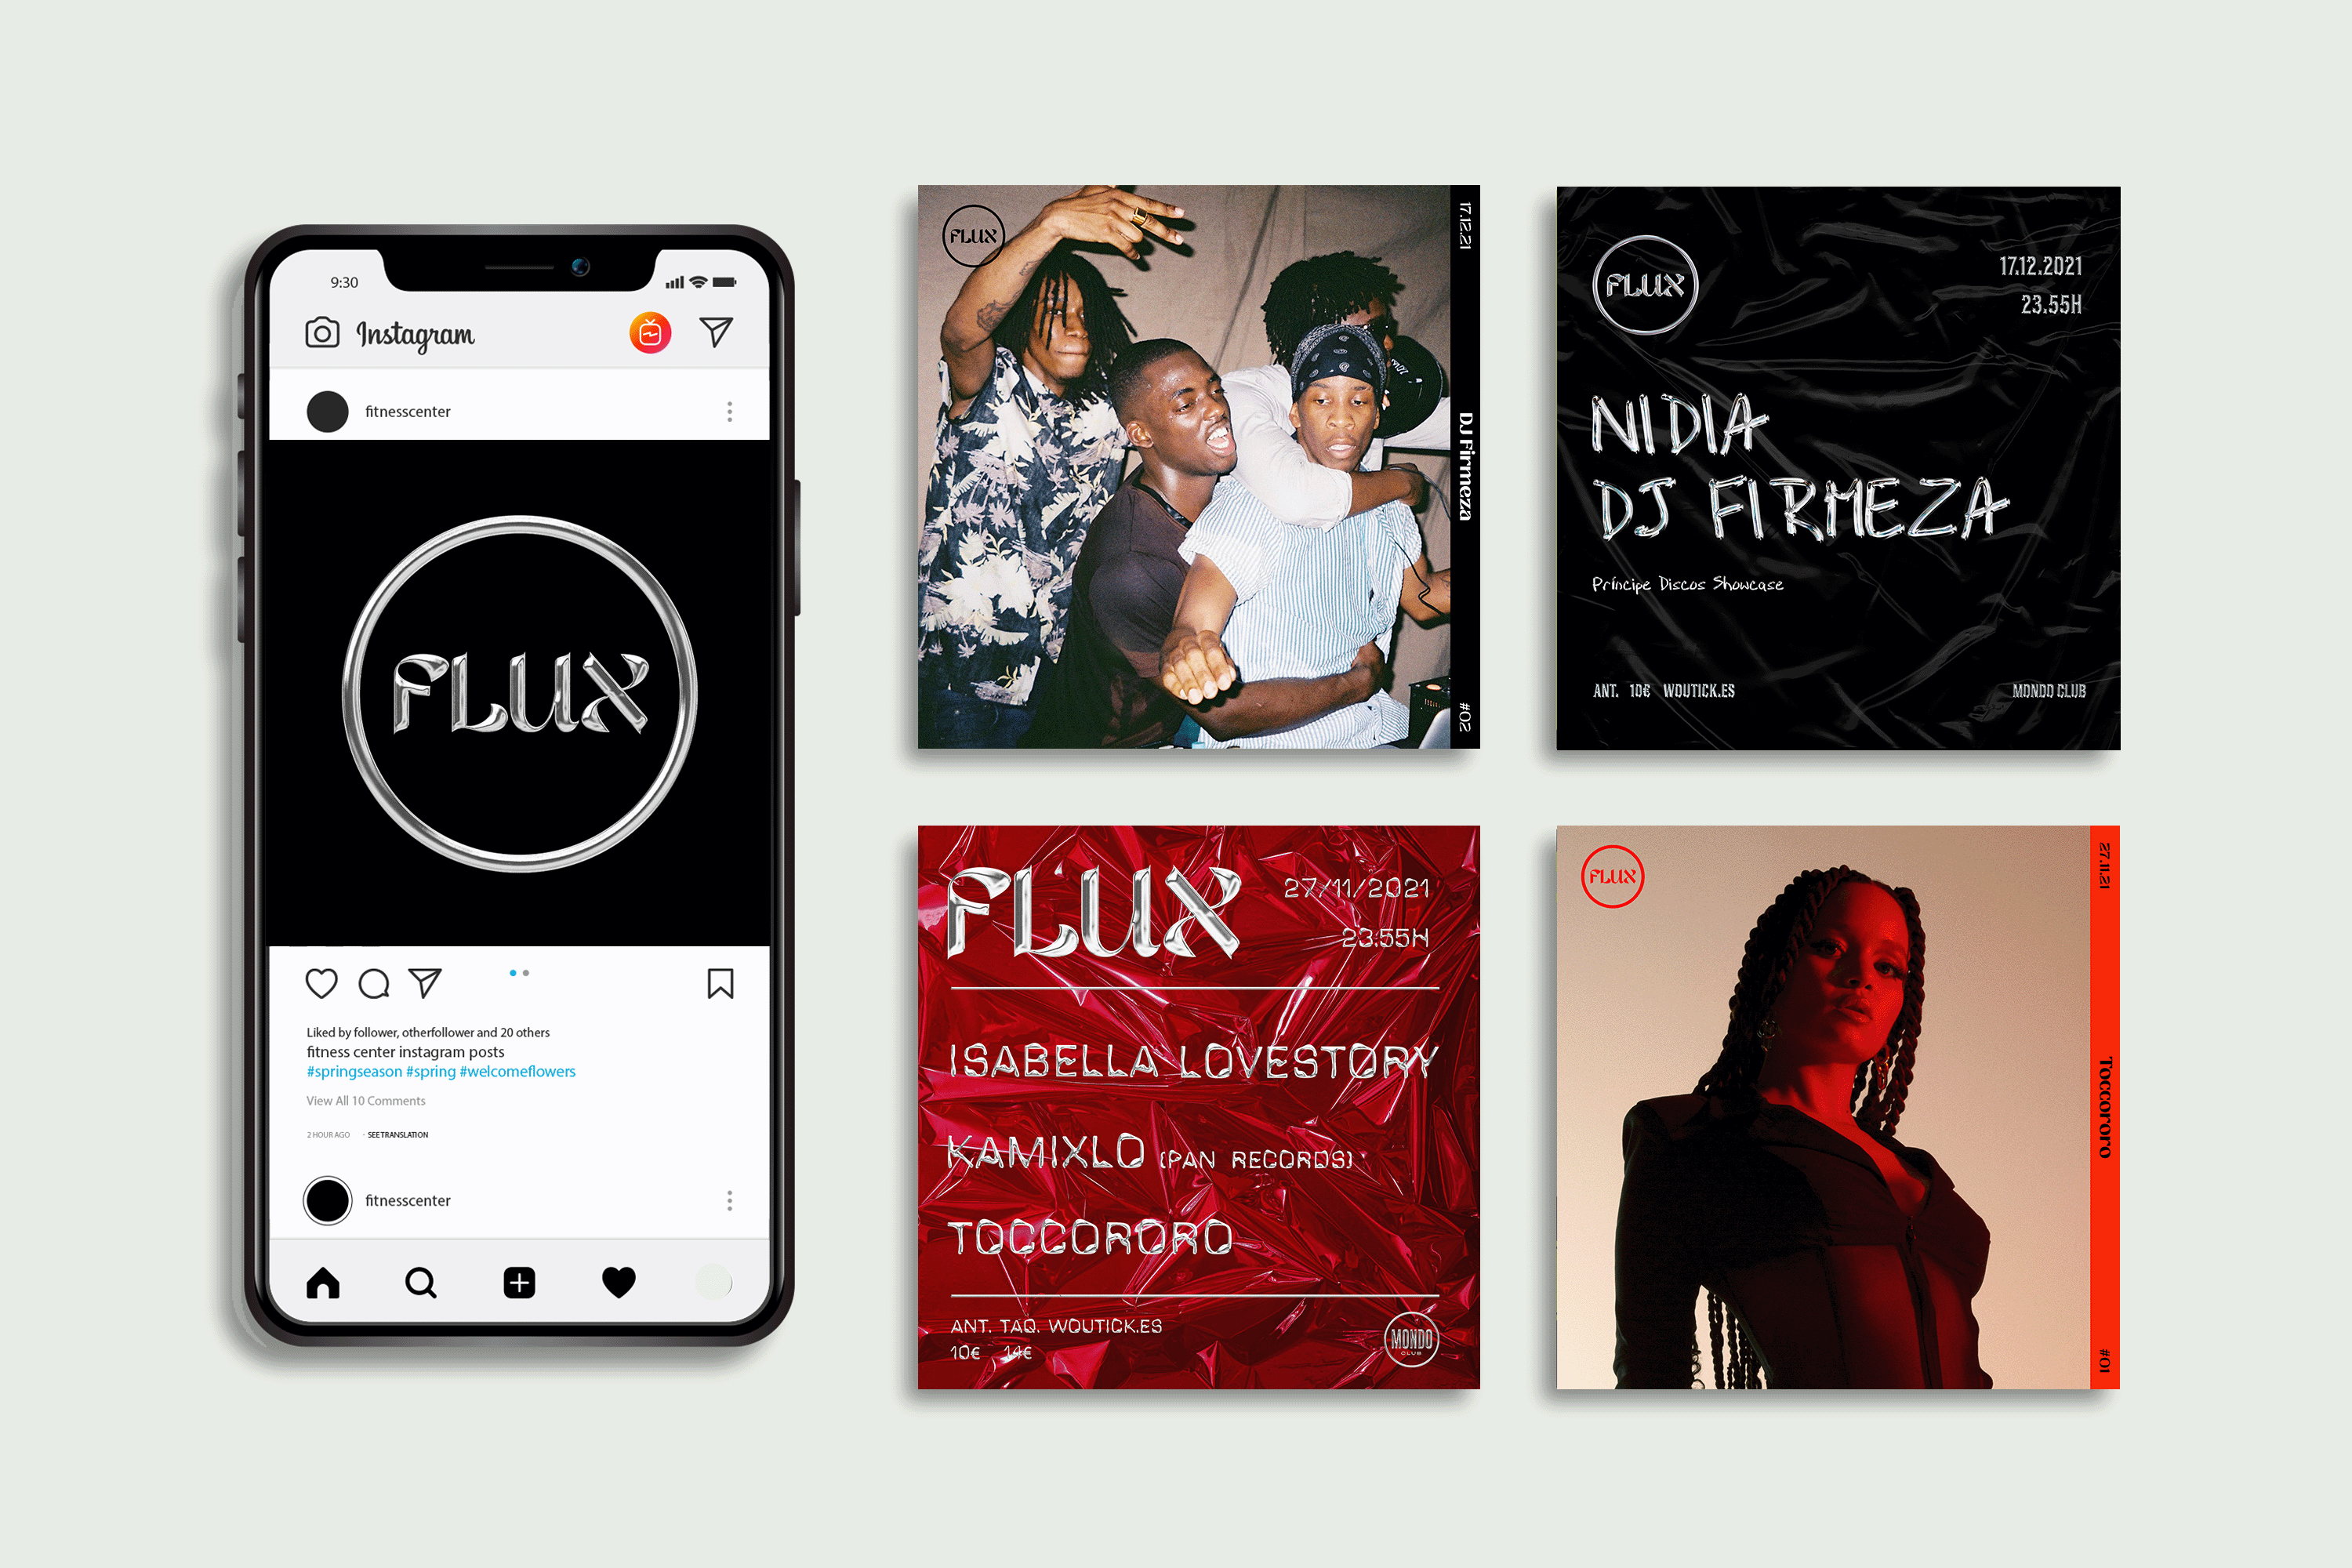 9:30
Instagram
fitnesscenter
FLUX
Liked by follower, otherfollower and 20 others
fitness center instagram posts
#springseason #spring #welcomeflowers
View All 10 Comments
2 HOUR AGO · SEE TRANSLATION
fitnesscenter
FLUX
17.12.21
DJ Firmeza
#02
FLUX
17.12.2021
23.55H
NIDIA
DJ FIRMEZA
Príncipe Discos Showcase
ANT. 10€ WOUTICK.ES
MONDO CLUB
FLUX
27/11/2021
23:55H
ISABELLA LOVESTORY
KAMIXLO (PAN RECORDS)
TOCCORORO
ANT. TAQ. WOUTICK.ES
10€ 14€
MONDO
CLUB
FLUX
27.11.21
Toccororo
#01